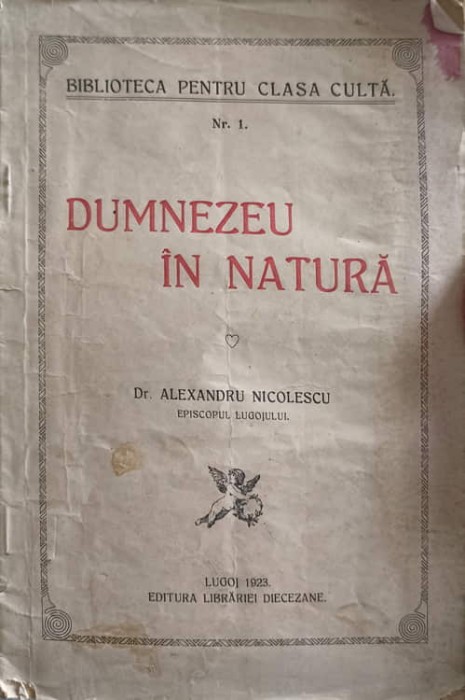 BIBLIOTECA PENTRU CLASA CULTĂ.
Nr. 1.
DUMNEZEU
ÎN NATURĂ
Dr. ALEXANDRU NICOLESCU
EPISCOPUL LUGOJULUI.
LUGOJ 1923.
EDITURA LIBRĂRIEI DIECEZANE.